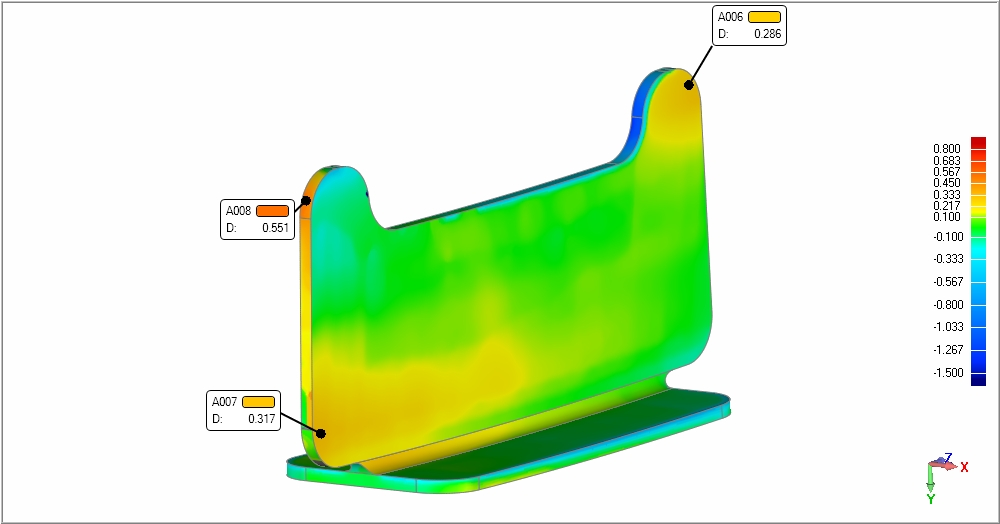 A006
D: 0.286
A008
D: 0.551
A007
D: 0.317
0.800
0.683
0.567
0.450
0.333
0.217
0.100
-0.100
-0.333
-0.567
-0.800
-1.033
-1.267
-1.500
Z
X
Y